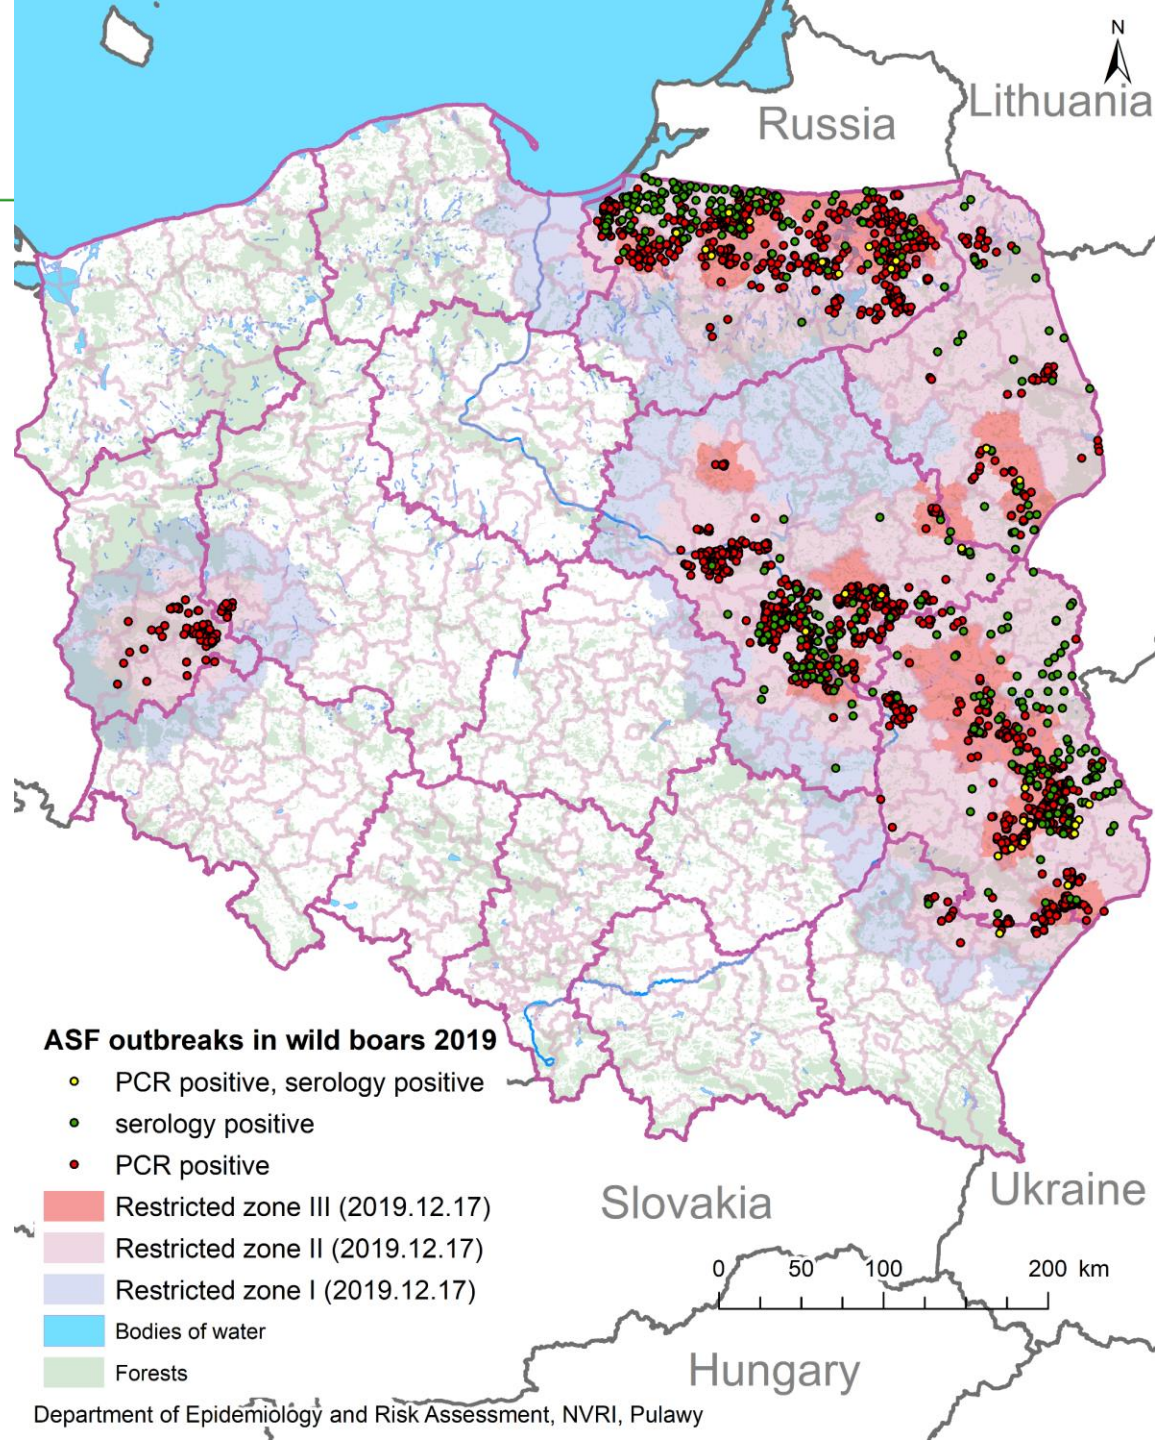 N
Lithuania
Russia
ASF outbreaks in wild boars 2019
PCR positive, serology positive
serology positive
PCR positive
Restricted zone III (2019.12.17)
Restricted zone II (2019.12.17)
Restricted zone I (2019.12.17)
Bodies of water
Forests
Slovakia
Ukraine
0 50 100 200 km
Hungary
Department of Epidemiology and Risk Assessment, NVRI, Pulawy